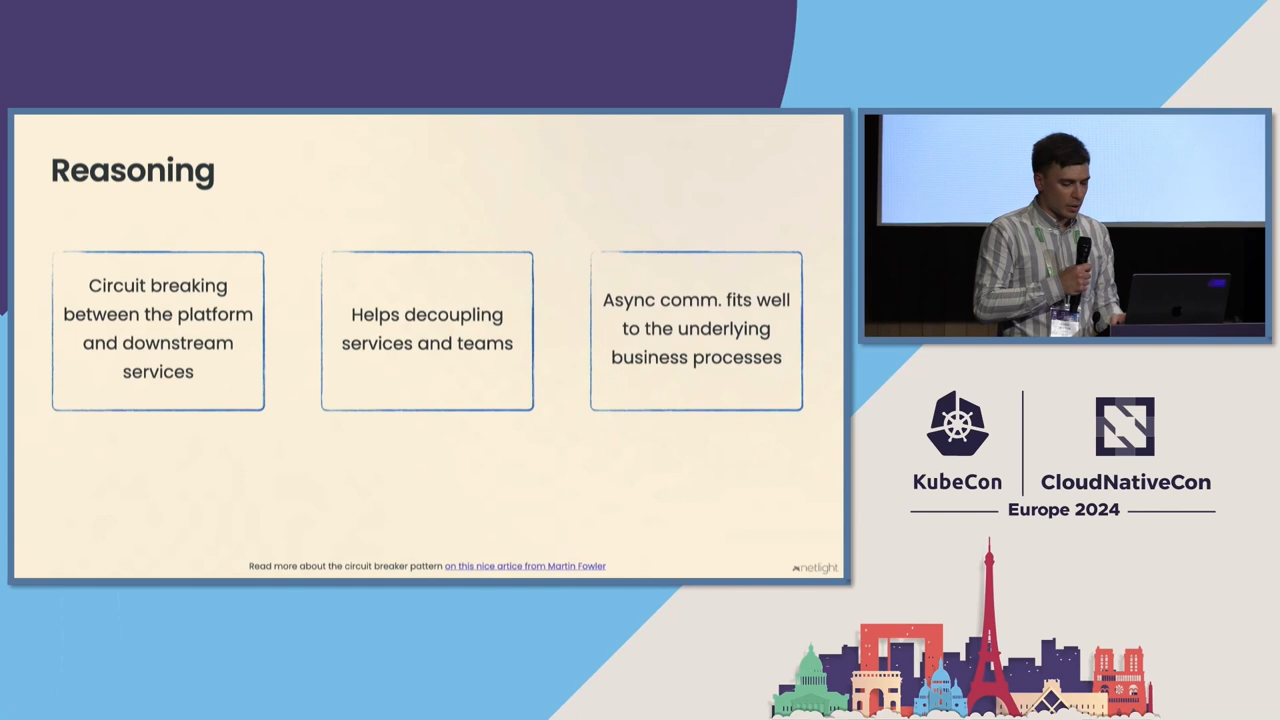 Reasoning
Circuit breaking
between the platform
and downstream
services
Helps decoupling
services and teams
Async comm. fits well
to the underlying
business processes
Read more about the circuit breaker pattern on this nice artice from Martin Fowler
netlight
KubeCon
CloudNativeCon
Europe 2024